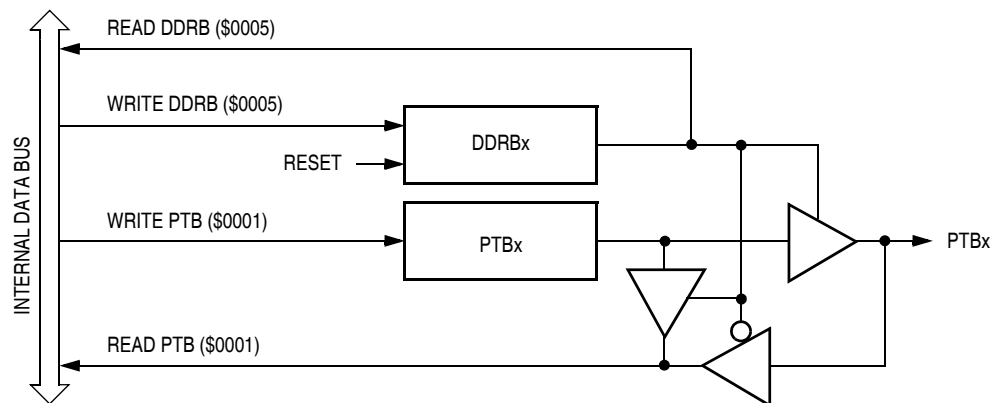 READ DDRB ($0005)
WRITE DDRB ($0005)
DDRBx
RESET
INTERNAL DATA BUS
WRITE PTB ($0001)
PTBx
PTBx
READ PTB ($0001)